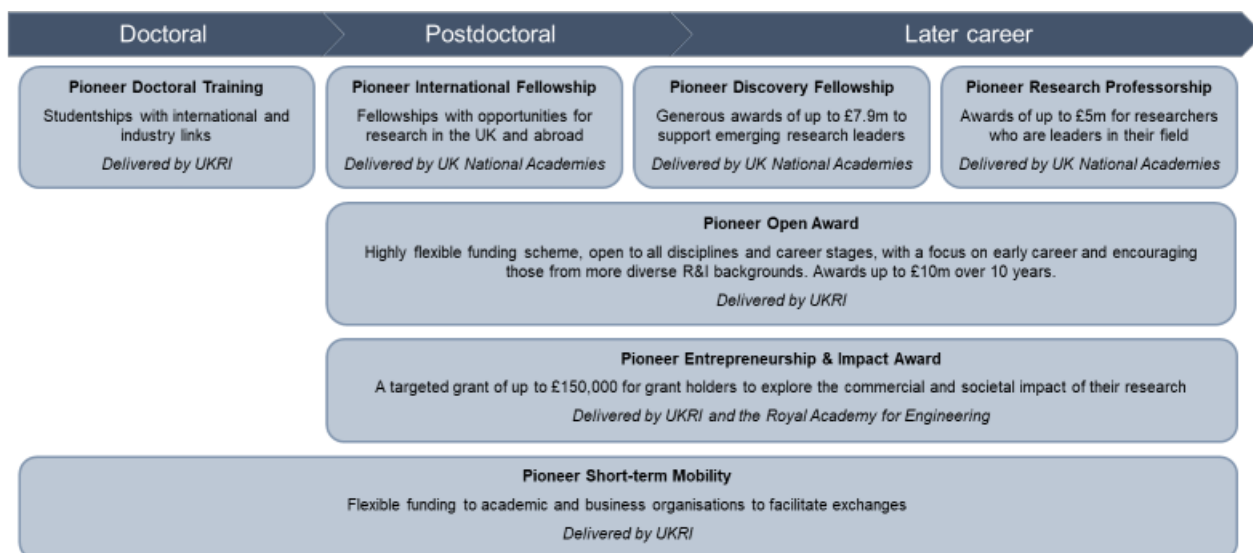 Doctoral
Postdoctoral
Later career
Pioneer Doctoral Training
Studentships with international and
industry links
Delivered by UKRI
Pioneer International Fellowship
Fellowships with opportunities for
research in the UK and abroad
Delivered by UK National Academies
Pioneer Discovery Fellowship
Generous awards of up to £7.9m to
support emerging research leaders
Delivered by UK National Academies
Pioneer Research Professorship
Awards of up to £5m for researchers
who are leaders in their field
Delivered by UK National Academies
Pioneer Open Award
Highly flexible funding scheme, open to all disciplines and career stages, with a focus on early career and encouraging
those from more diverse R&I backgrounds. Awards up to £10m over 10 years.
Delivered by UKRI
Pioneer Entrepreneurship & Impact Award
A targeted grant of up to £150,000 for grant holders to explore the commercial and societal impact of their research
Delivered by UKRI and the Royal Academy for Engineering
Pioneer Short-term Mobility
Flexible funding to academic and business organisations to facilitate exchanges
Delivered by UKRI